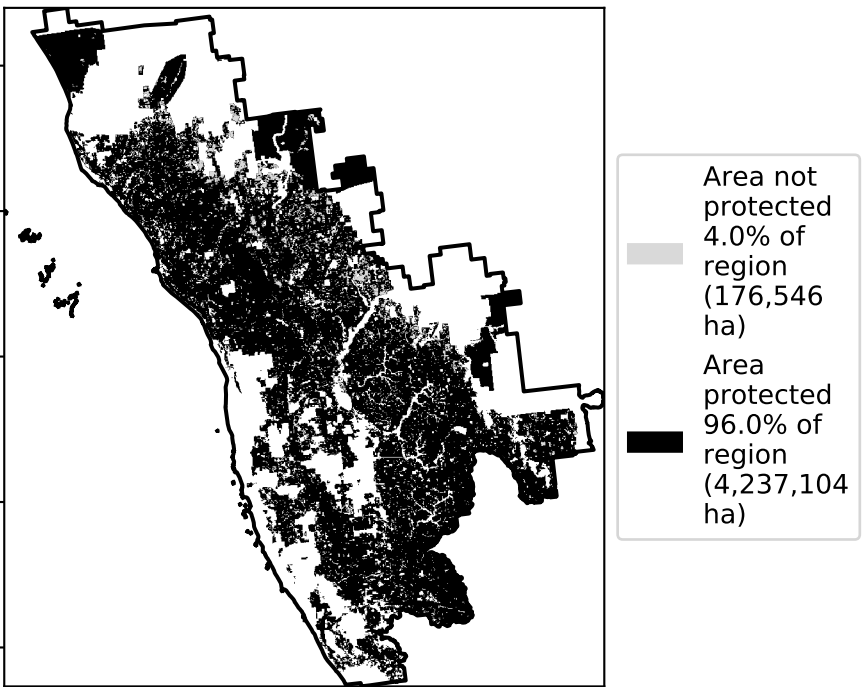 Area not
protected
4.0% of
region
(176,546
ha)
Area
protected
96.0% of
region
(4,237,104
ha)